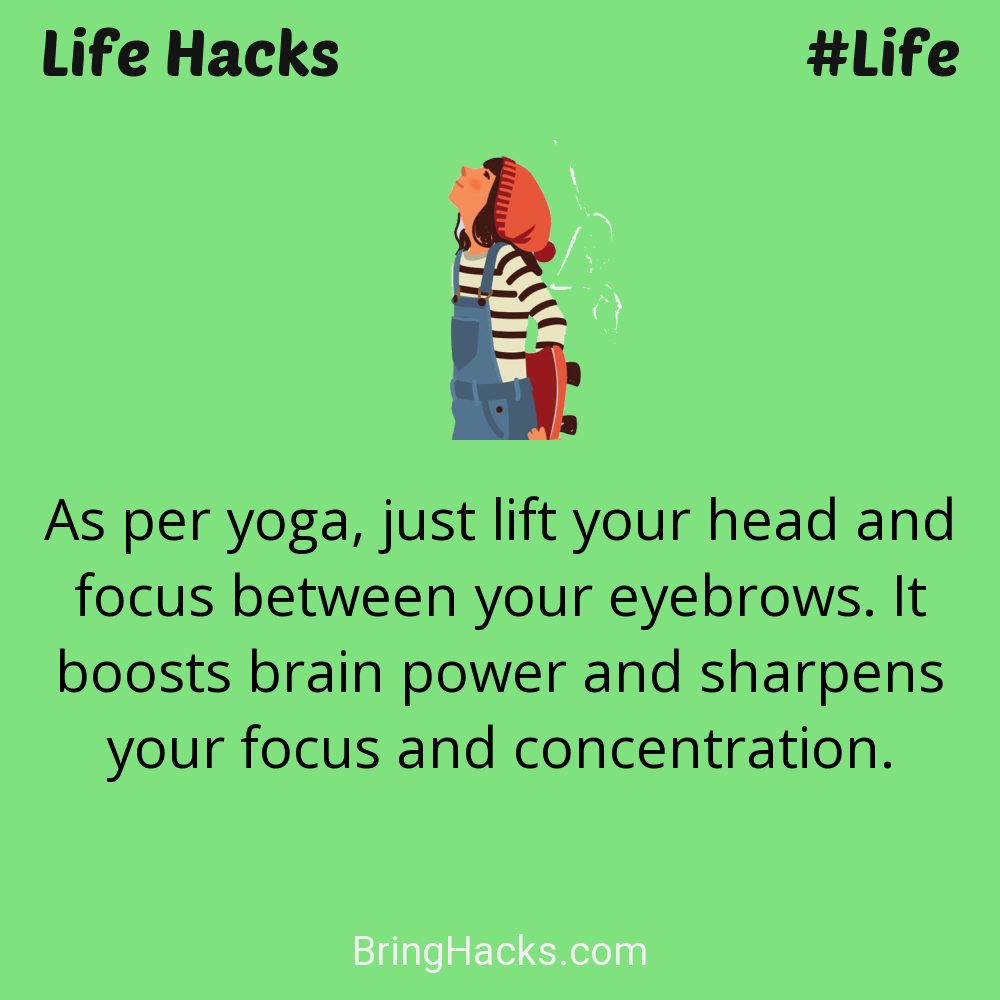 Life Hacks
#Life
As per yoga, just lift your head and
focus between your eyebrows. It
boosts brain power and sharpens
your focus and concentration.
BringHacks.com